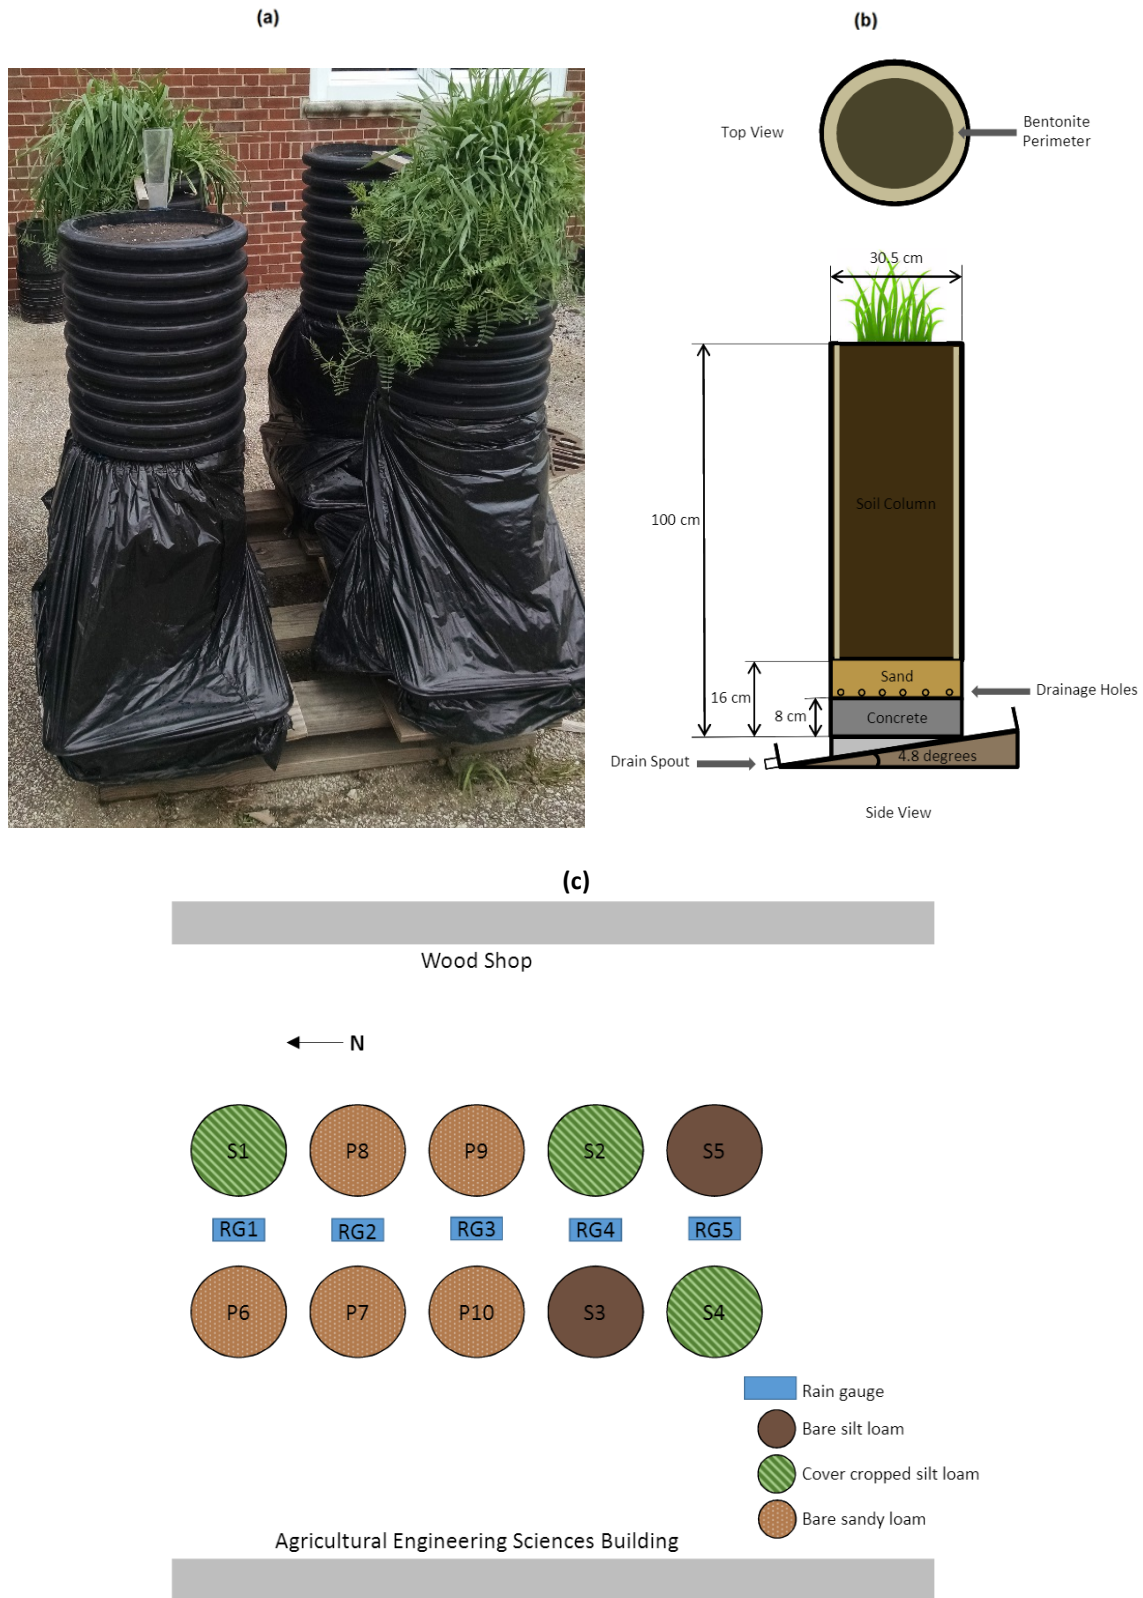 (a)
(b)
Top View
Bentonite
Perimeter
30.5 cm
100 cm
Soil Column
Sand
16 cm
Drainage Holes
8 cm
Concrete
Drain Spout
4.8 degrees
Side View
(c)
Wood Shop
N
S1 P8 P9 S2 S5
RG1 RG2 RG3 RG4 RG5
P6 P7 P10 S3 S4
Rain gauge
Bare silt loam
Cover cropped silt loam
Bare sandy loam
Agricultural Engineering Sciences Building